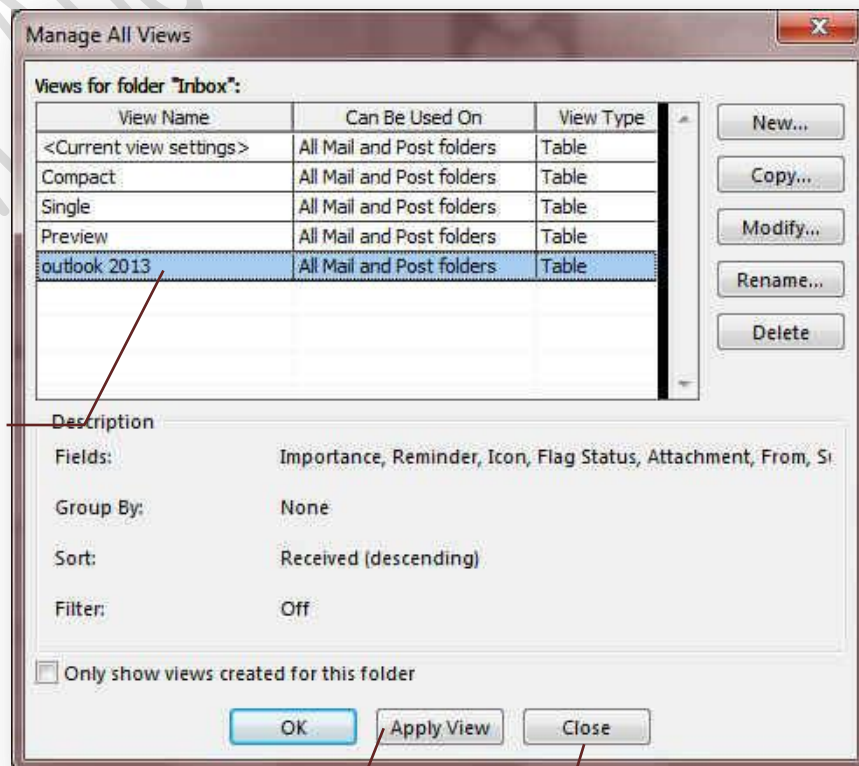 Manage All Views
Views for folder "Inbox":
View Name Can Be Used On View Type
<Current view settings> All Mail and Post folders Table
Compact All Mail and Post folders Table
Single All Mail and Post folders Table
Preview All Mail and Post folders Table
outlook 2013 All Mail and Post folders Table
New...
Copy...
Modify...
Rename...
Delete
Description
Fields: Importance, Reminder, Icon, Flag Status, Attachment, From,
Group By: None
Sort: Received (descending)
Filter: Off
Only show views created for this folder
OK Apply View Close